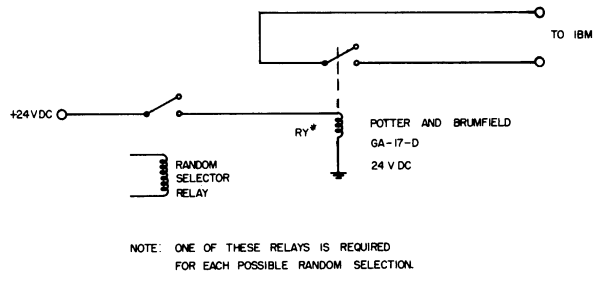 TO IBM
+24VDC
RY*
POTTER AND BRUMFIELD
GA-17-D
24 V DC
RANDOM
SELECTOR
RELAY
NOTE: ONE OF THESE RELAYS IS REQUIRED
FOR EACH POSSIBLE RANDOM SELECTION.